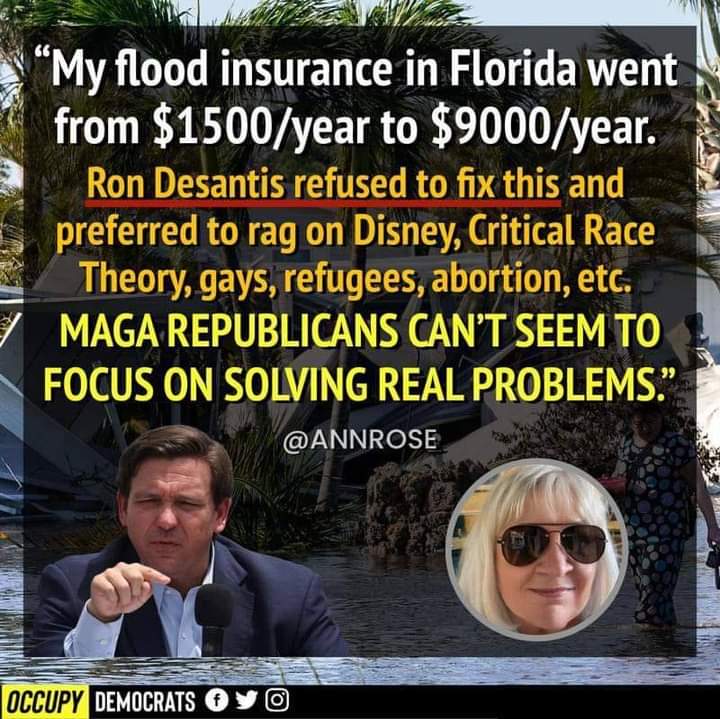 “My flood insurance in Florida went
from $1500/year to $9000/year.
Ron Desantis refused to fix this and
preferred to rag on Disney, Critical Race
Theory, gays, refugees, abortion, etc.
MAGA REPUBLICANS CAN’T SEEM TO
FOCUS ON SOLVING REAL PROBLEMS.”
@ANNROSE
OCCUPY DEMOCRATS